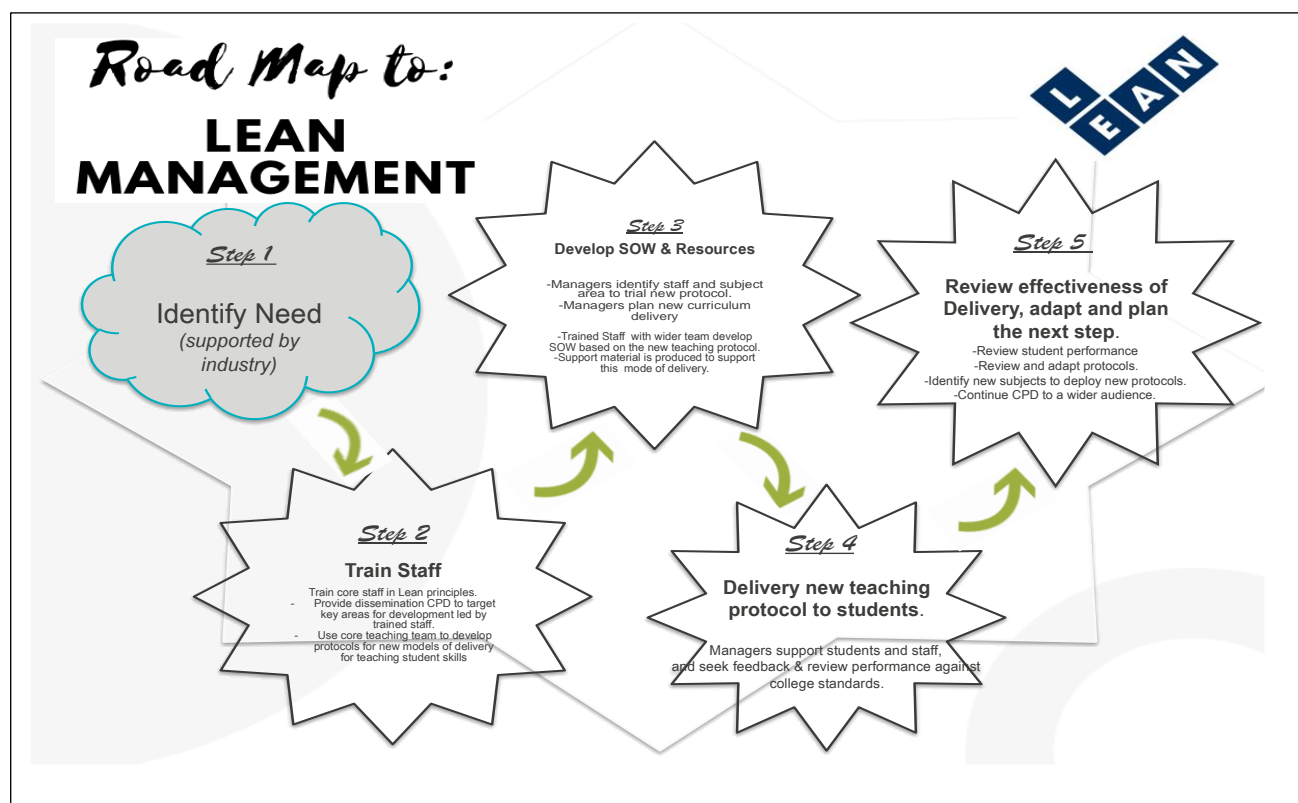 Road Map to:
LEAN
MANAGEMENT
LEAN
Step 1
Identify Need
(supported by
industry)
Step 2
Train Staff
Train core staff in Lean principles.
- Provide dissemination CPD to target
key areas for development led by
trained staff.
- Use core teaching team to develop
protocols for new models of delivery
for teaching student skills
Step 3
Develop SOW & Resources
-Managers identify staff and subject
area to trial new protocol.
-Managers plan new curriculum
delivery
-Trained Staff with wider team develop
SOW based on the new teaching protocol.
-Support material is produced to support
this mode of delivery.
Step 4
Delivery new teaching
protocol to students.
Managers support students and staff,
and seek feedback & review performance against
college standards.
Step 5
Review effectiveness of
Delivery, adapt and plan
the next step.
-Review student performance
-Review and adapt protocols.
-Identify new subjects to deploy new protocols.
-Continue CPD to a wider audience.